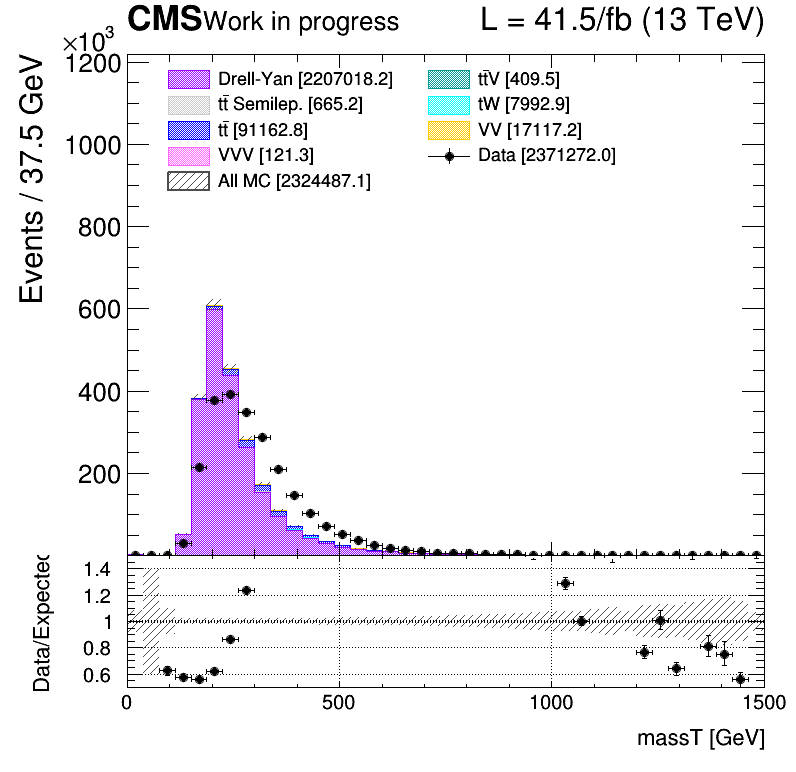 CMS Work in progress L = 41.5/fb (13 TeV)
×10³
Events / 37.5 GeV
1200
1000
800
600
400
200
Drell-Yan [2207018.2]
tt̄ Semilep. [665.2]
tt̄ [91162.8]
VVV [121.3]
All MC [2324487.1]
tt̄V [409.5]
tW [7992.9]
VV [17117.2]
Data [2371272.0]
Data/Expected
1.4
1.2
1
0.8
0.6
0 500 1000 1500
massT [GeV]